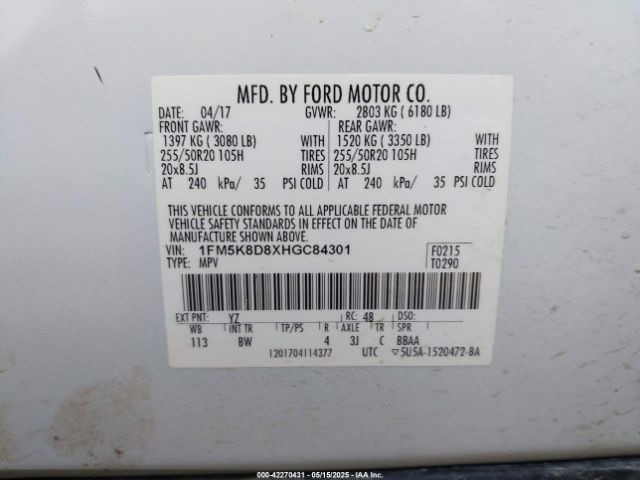 MFD. BY FORD MOTOR CO.
DATE: 04/17 GVWR: 2803 KG ( 6180 LB)
FRONT GAWR: REAR GAWR:
1397 KG ( 3080 LB) WITH 1520 KG ( 3350 LB) WITH
255/50R20 105H TIRES 255/50R20 105H TIRES
20x8.5J RIMS 20x8.5J RIMS
AT 240 kPa/ 35 PSI COLD AT 240 kPa/ 35 PSI COLD
THIS VEHICLE CONFORMS TO ALL APPLICABLE FEDERAL MOTOR
VEHICLE SAFETY STANDARDS IN EFFECT ON THE DATE OF
MANUFACTURE SHOWN ABOVE.
VIN: 1FM5K8D8XHGC84301 F0215
TYPE: MPV T0290
EXT PNT: YZ RC: 48 DSO:
WB INT TR TP/PS R AXLE TR SPR
113 BW 4 3J C BBAA
1201704114377 UTC ▽5U5A-1520472-BA
000-42270431 - 05/15/2025 - IAA Inc.